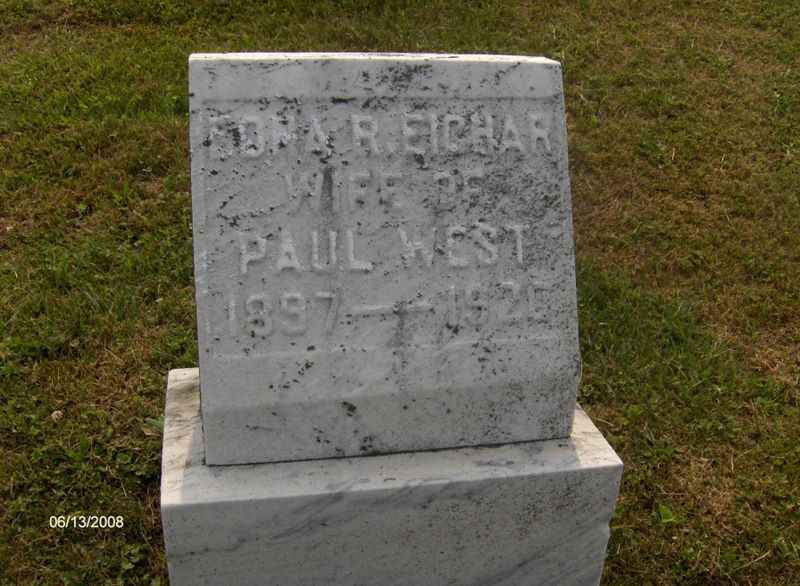 R. EICHAR
WIFE OF
PAUL WEST
1897 —
06/13/2008